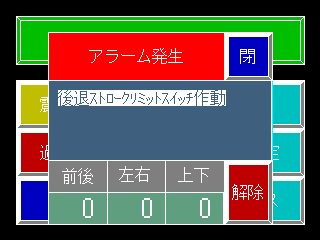 アラーム発生
閉
後退ストロークリミットスイッチ作動
前後 左右 上下
解除
0 0 0